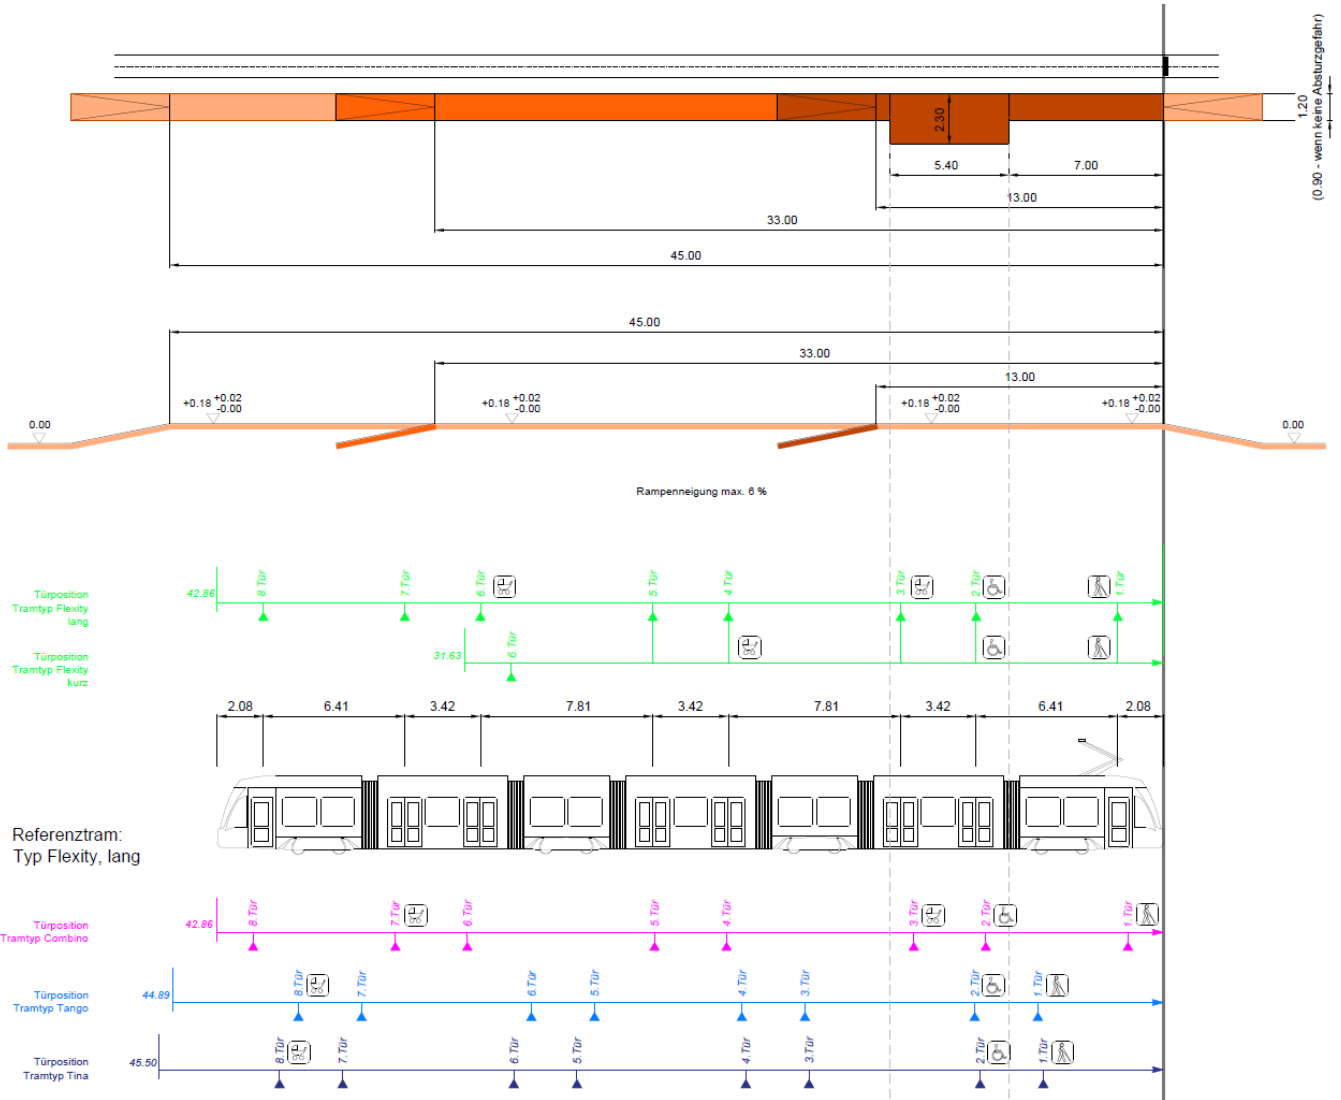 1.20
(0.90 - wenn keine Absturzgefahr)
2.30
5.40
7.00
13.00
33.00
45.00
45.00
33.00
13.00
0.00
+0.18 +0.02
-0.00
+0.18 +0.02
-0.00
+0.18 +0.02
-0.00
+0.18 +0.02
-0.00
0.00
Rampenneigung max. 6 %
Türposition
Tramtyp Flexity
lang
42.86
8.Tür
7.Tür
6.Tür
5.Tür
4.Tür
3.Tür
2.Tür
1.Tür
Türposition
Tramtyp Flexity
kurz
31.63
6.Tür
2.08
6.41
3.42
7.81
3.42
7.81
3.42
6.41
2.08
Referenztram:
Typ Flexity, lang
Türposition
Tramtyp Combino
42.86
8.Tür
7.Tür
6.Tür
5.Tür
4.Tür
3.Tür
2.Tür
1.Tür
Türposition
Tramtyp Tango
44.89
8.Tür
7.Tür
6.Tür
5.Tür
4.Tür
3.Tür
2.Tür
1.Tür
Türposition
Tramtyp Tina
45.50
8.Tür
7.Tür
6.Tür
5.Tür
4.Tür
3.Tür
2.Tür
1.Tür